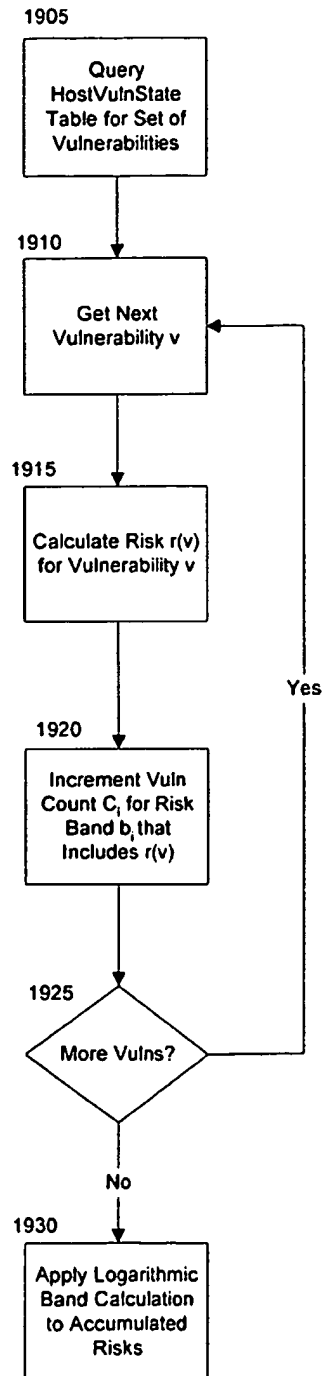 1905
Query
HostVulnState
Table for Set of
Vulnerabilities
1910
Get Next
Vulnerability v
1915
Calculate Risk r(v)
for Vulnerability v
Yes
1920
Increment Vuln
Count Ci for Risk
Band bi that
Includes r(v)
1925
More Vulns?
No
1930
Apply Logarithmic
Band Calculation
to Accumulated
Risks